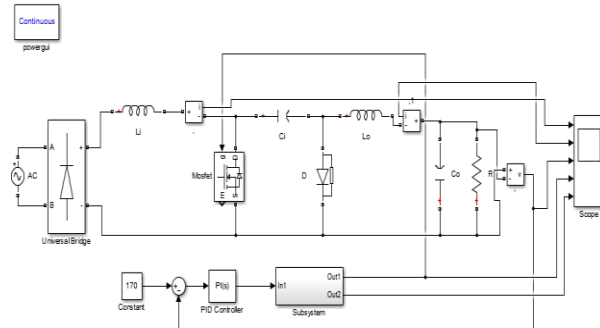 Continuous
powergui
Li
Ci
Lo
+
-
i
Mosfet
g
D
E
S
D
Co
R
+
-
v
AC
A
B
+
-
Universal Bridge
Scope
170
Constant
PI(s)
PID Controller
In1
Out1
Out2
Subsystem